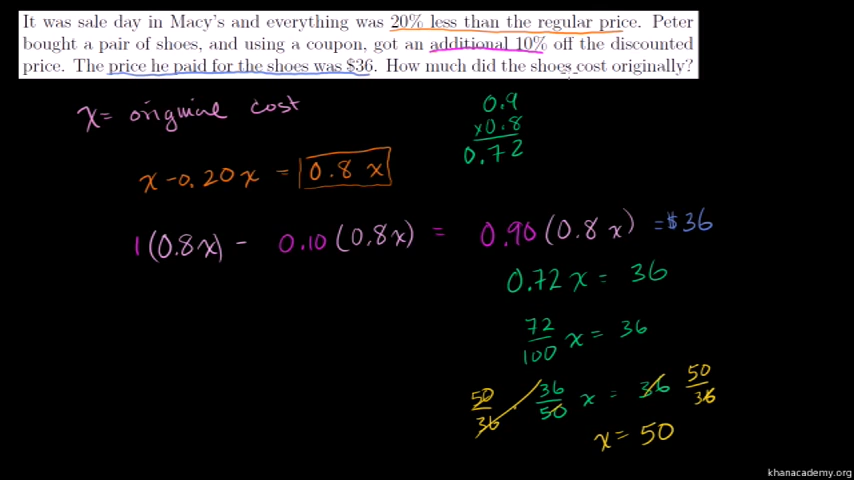 It was sale day in Macy's and everything was 20% less than the regular price. Peter
bought a pair of shoes, and using a coupon, got an additional 10% off the discounted
price. The price he paid for the shoes was $36. How much did the shoes cost originally?
x = original cost
0.9
x0.8
0.72
x - 0.20x = 0.8 x
1(0.8x) - 0.10(0.8x) = 0.90(0.8x) = $36
0.72x = 36
72/100 x = 36
50/36 · 36/50 x = 36 50/36
x = 50
khanacademy.org